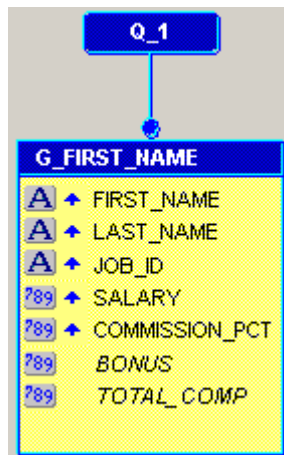 Q_1
G_FIRST_NAME
A FIRST_NAME
A LAST_NAME
A JOB_ID
789 SALARY
789 COMMISSION_PCT
789 BONUS
789 TOTAL_COMP